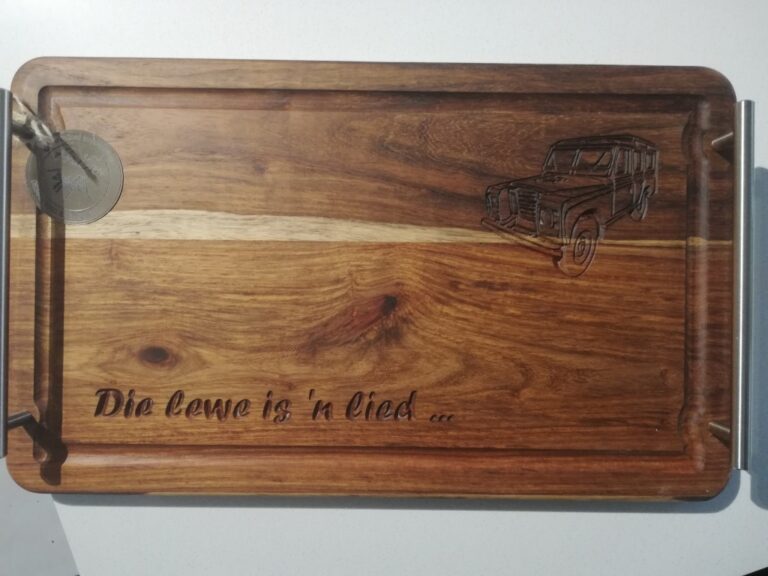 Die lewe is 'n lied ...